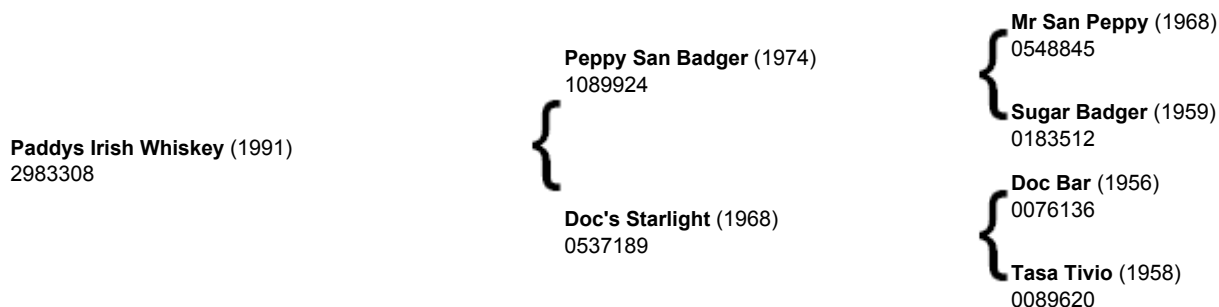 Mr San Peppy (1968)
0548845
Peppy San Badger (1974)
1089924
Sugar Badger (1959)
0183512
Paddys Irish Whiskey (1991)
2983308
Doc Bar (1956)
0076136
Doc's Starlight (1968)
0537189
Tasa Tivio (1958)
0089620